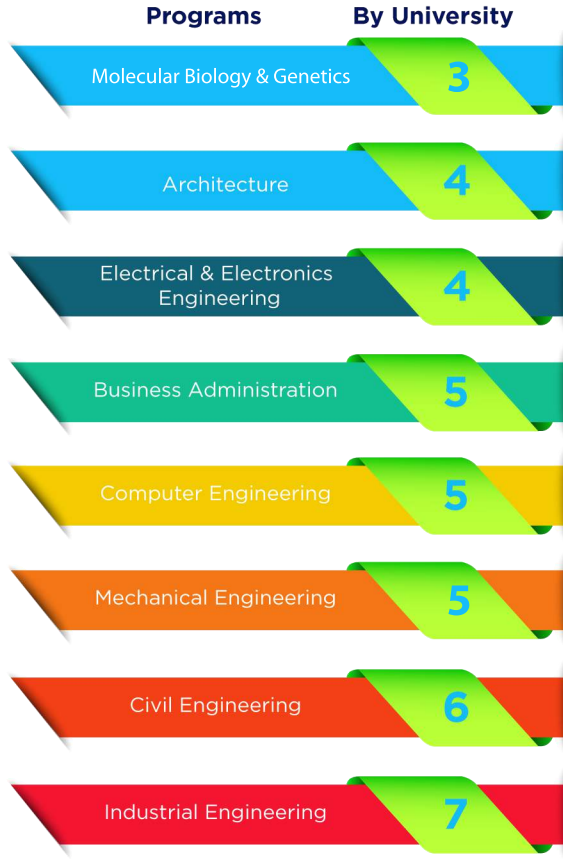 Programs By University
Molecular Biology & Genetics 3
Architecture 4
Electrical & Electronics
Engineering 4
Business Administration 5
Computer Engineering 5
Mechanical Engineering 5
Civil Engineering 6
Industrial Engineering 7